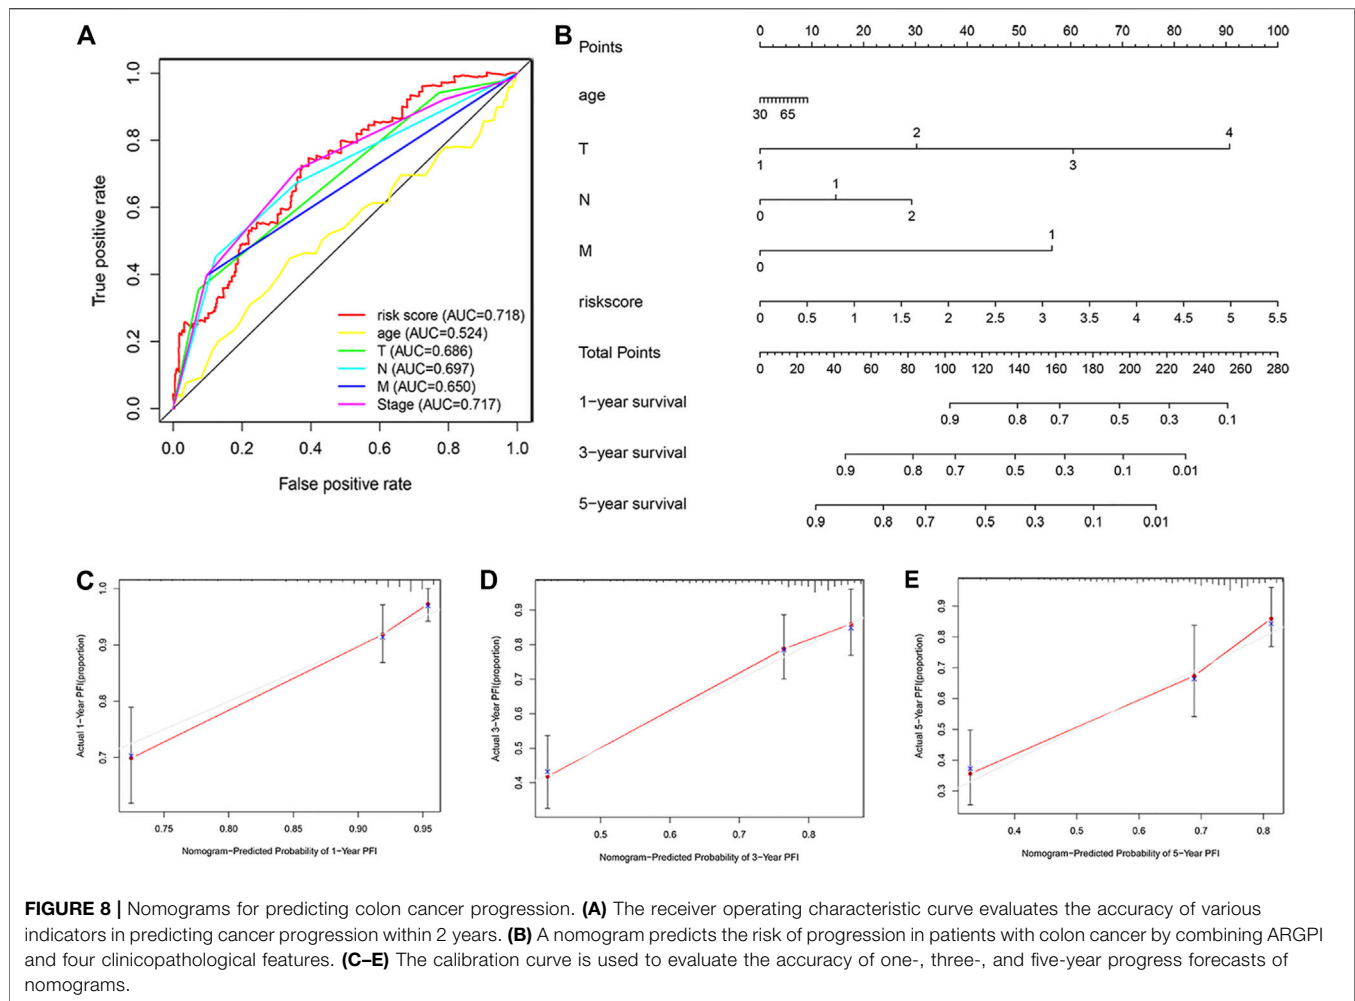 A
True positive rate
1.0
0.8
0.6
0.4
0.2
0.0
risk score (AUC=0.718)
age (AUC=0.524)
T (AUC=0.686)
N (AUC=0.697)
M (AUC=0.650)
Stage (AUC=0.717)
0.0 0.2 0.4 0.6 0.8 1.0
False positive rate
B
Points
0 10 20 30 40 50 60 70 80 90 100
age
30 65
T
2 4
1 3
N
1
0 2
M
1
0
riskscore
0 0.5 1 1.5 2 2.5 3 3.5 4 4.5 5 5.5
Total Points
0 20 40 60 80 100 120 140 160 180 200 220 240 260 280
1−year survival
0.9 0.8 0.7 0.5 0.3 0.1
3−year survival
0.9 0.8 0.7 0.5 0.3 0.1 0.01
5−year survival
0.9 0.8 0.7 0.5 0.3 0.1 0.01
C
Actual 1−Year PFI(proportion)
1.0
0.9
0.8
0.7
0.75 0.80 0.85 0.90 0.95
Nomogram−Predicted Probability of 1−Year PFI
D
Actual 3−Year PFI(proportion)
0.9
0.8
0.7
0.6
0.5
0.4
0.5 0.6 0.7 0.8
Nomogram−Predicted Probability of 3−Year PFI
E
Actual 5−Year PFI(proportion)
0.9
0.8
0.7
0.6
0.5
0.4
0.3
0.4 0.5 0.6 0.7 0.8
Nomogram−Predicted Probability of 5−Year PFI
FIGURE 8 | Nomograms for predicting colon cancer progression. (A) The receiver operating characteristic curve evaluates the accuracy of various
indicators in predicting cancer progression within 2 years. (B) A nomogram predicts the risk of progression in patients with colon cancer by combining ARGPI
and four clinicopathological features. (C–E) The calibration curve is used to evaluate the accuracy of one-, three-, and five-year progress forecasts of
nomograms.